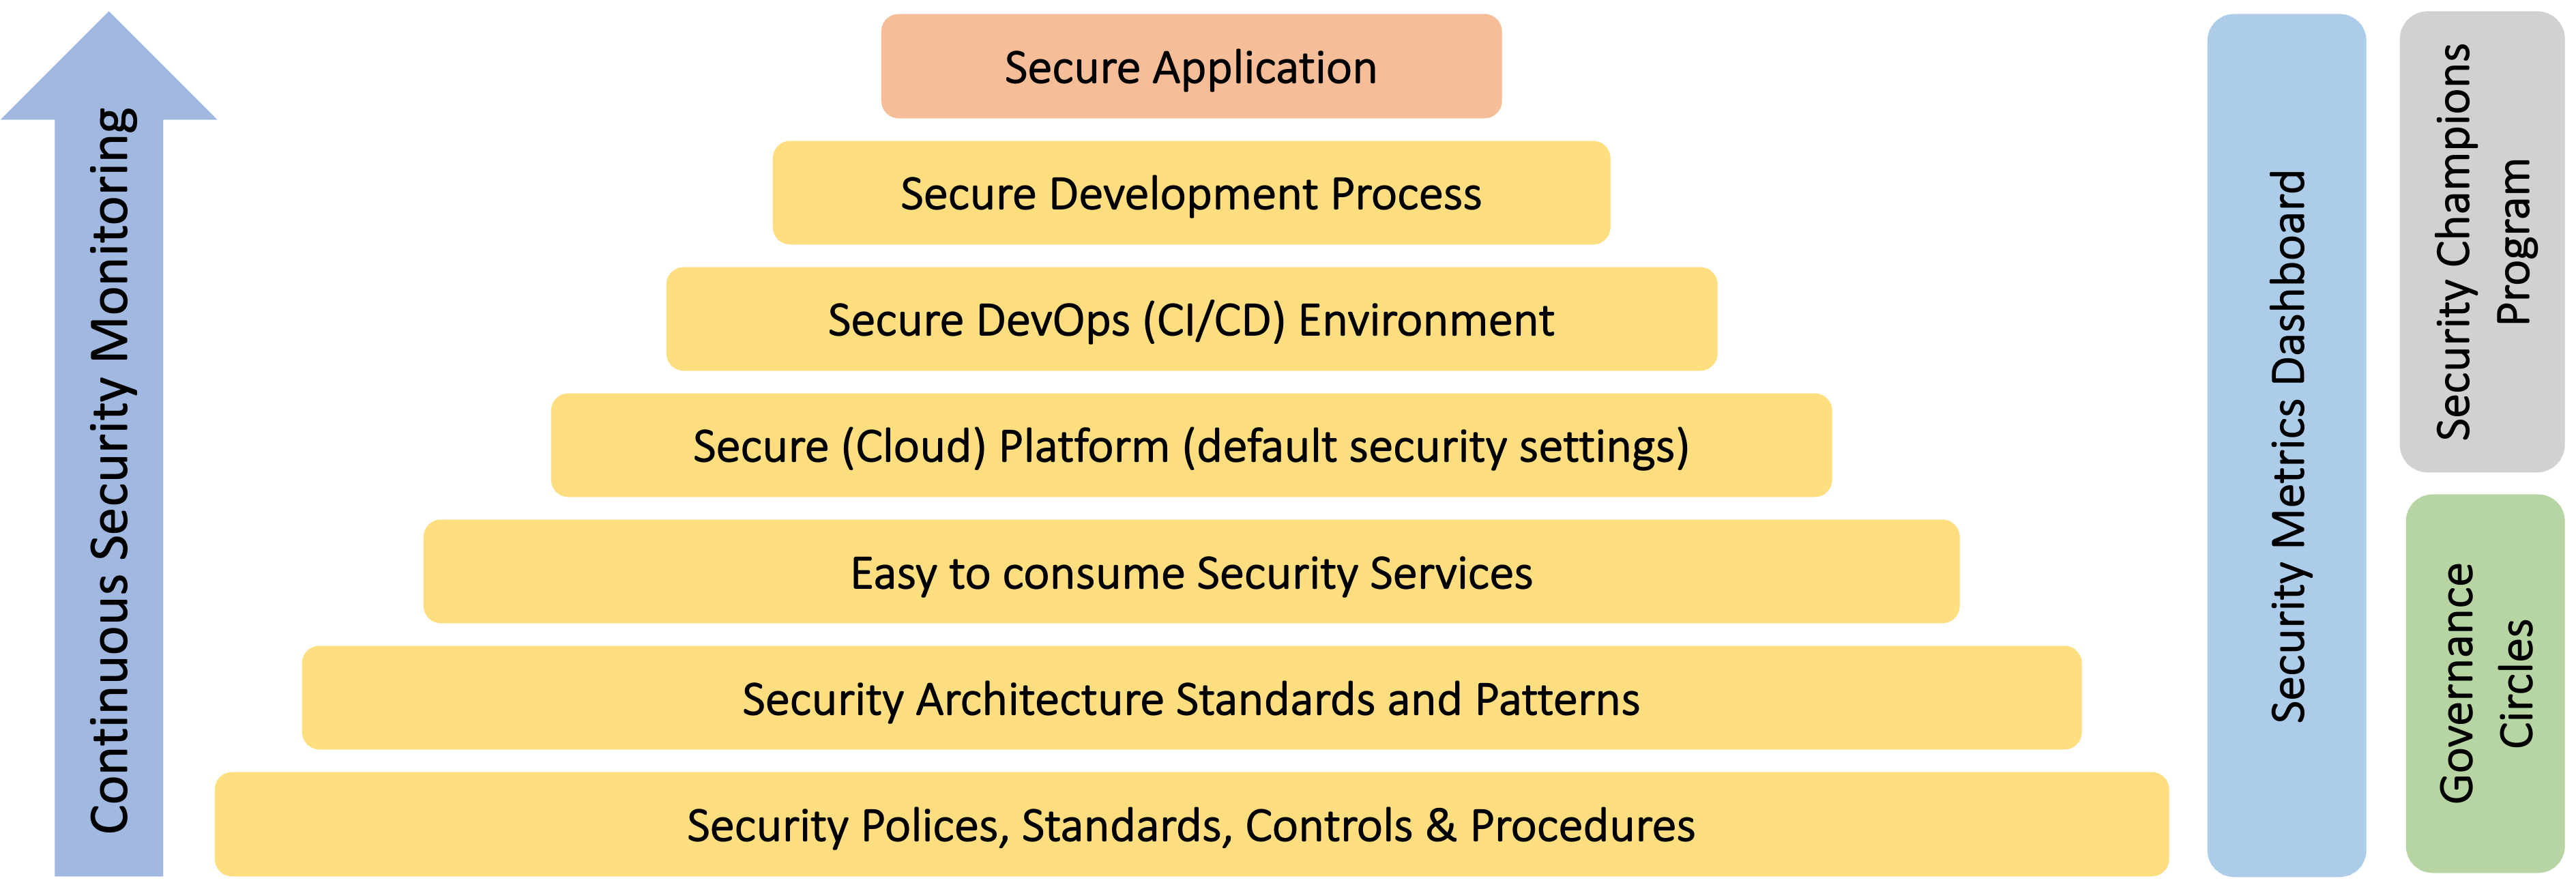 Continuous Security Monitoring
Secure Application
Secure Development Process
Secure DevOps (CI/CD) Environment
Secure (Cloud) Platform (default security settings)
Easy to consume Security Services
Security Architecture Standards and Patterns
Security Polices, Standards, Controls & Procedures
Security Metrics Dashboard
Security Champions
Program
Governance
Circles